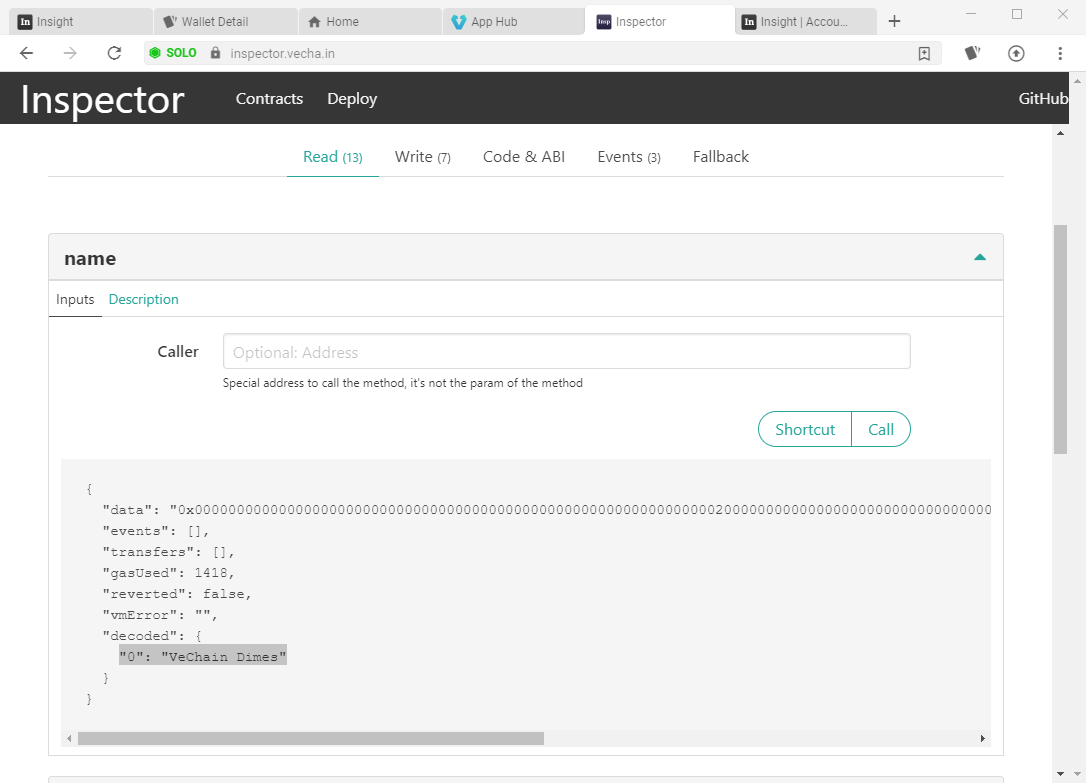 Insight
Wallet Detail
Home
App Hub
Inspector
Insight | Accou...
SOLO inspector.vecha.in
Inspector Contracts Deploy GitHub
Read (13) Write (7) Code & ABI Events (3) Fallback
name
Inputs Description
Caller Optional: Address
Special address to call the method, it's not the param of the method
Shortcut Call
{
"data": "0x0000000000000000000000000000000000000000000000000000000000000020000000000000000000000000000000000
"events": [],
"transfers": [],
"gasUsed": 1418,
"reverted": false,
"vmError": "",
"decoded": {
"0": "VeChain Dimes"
}
}